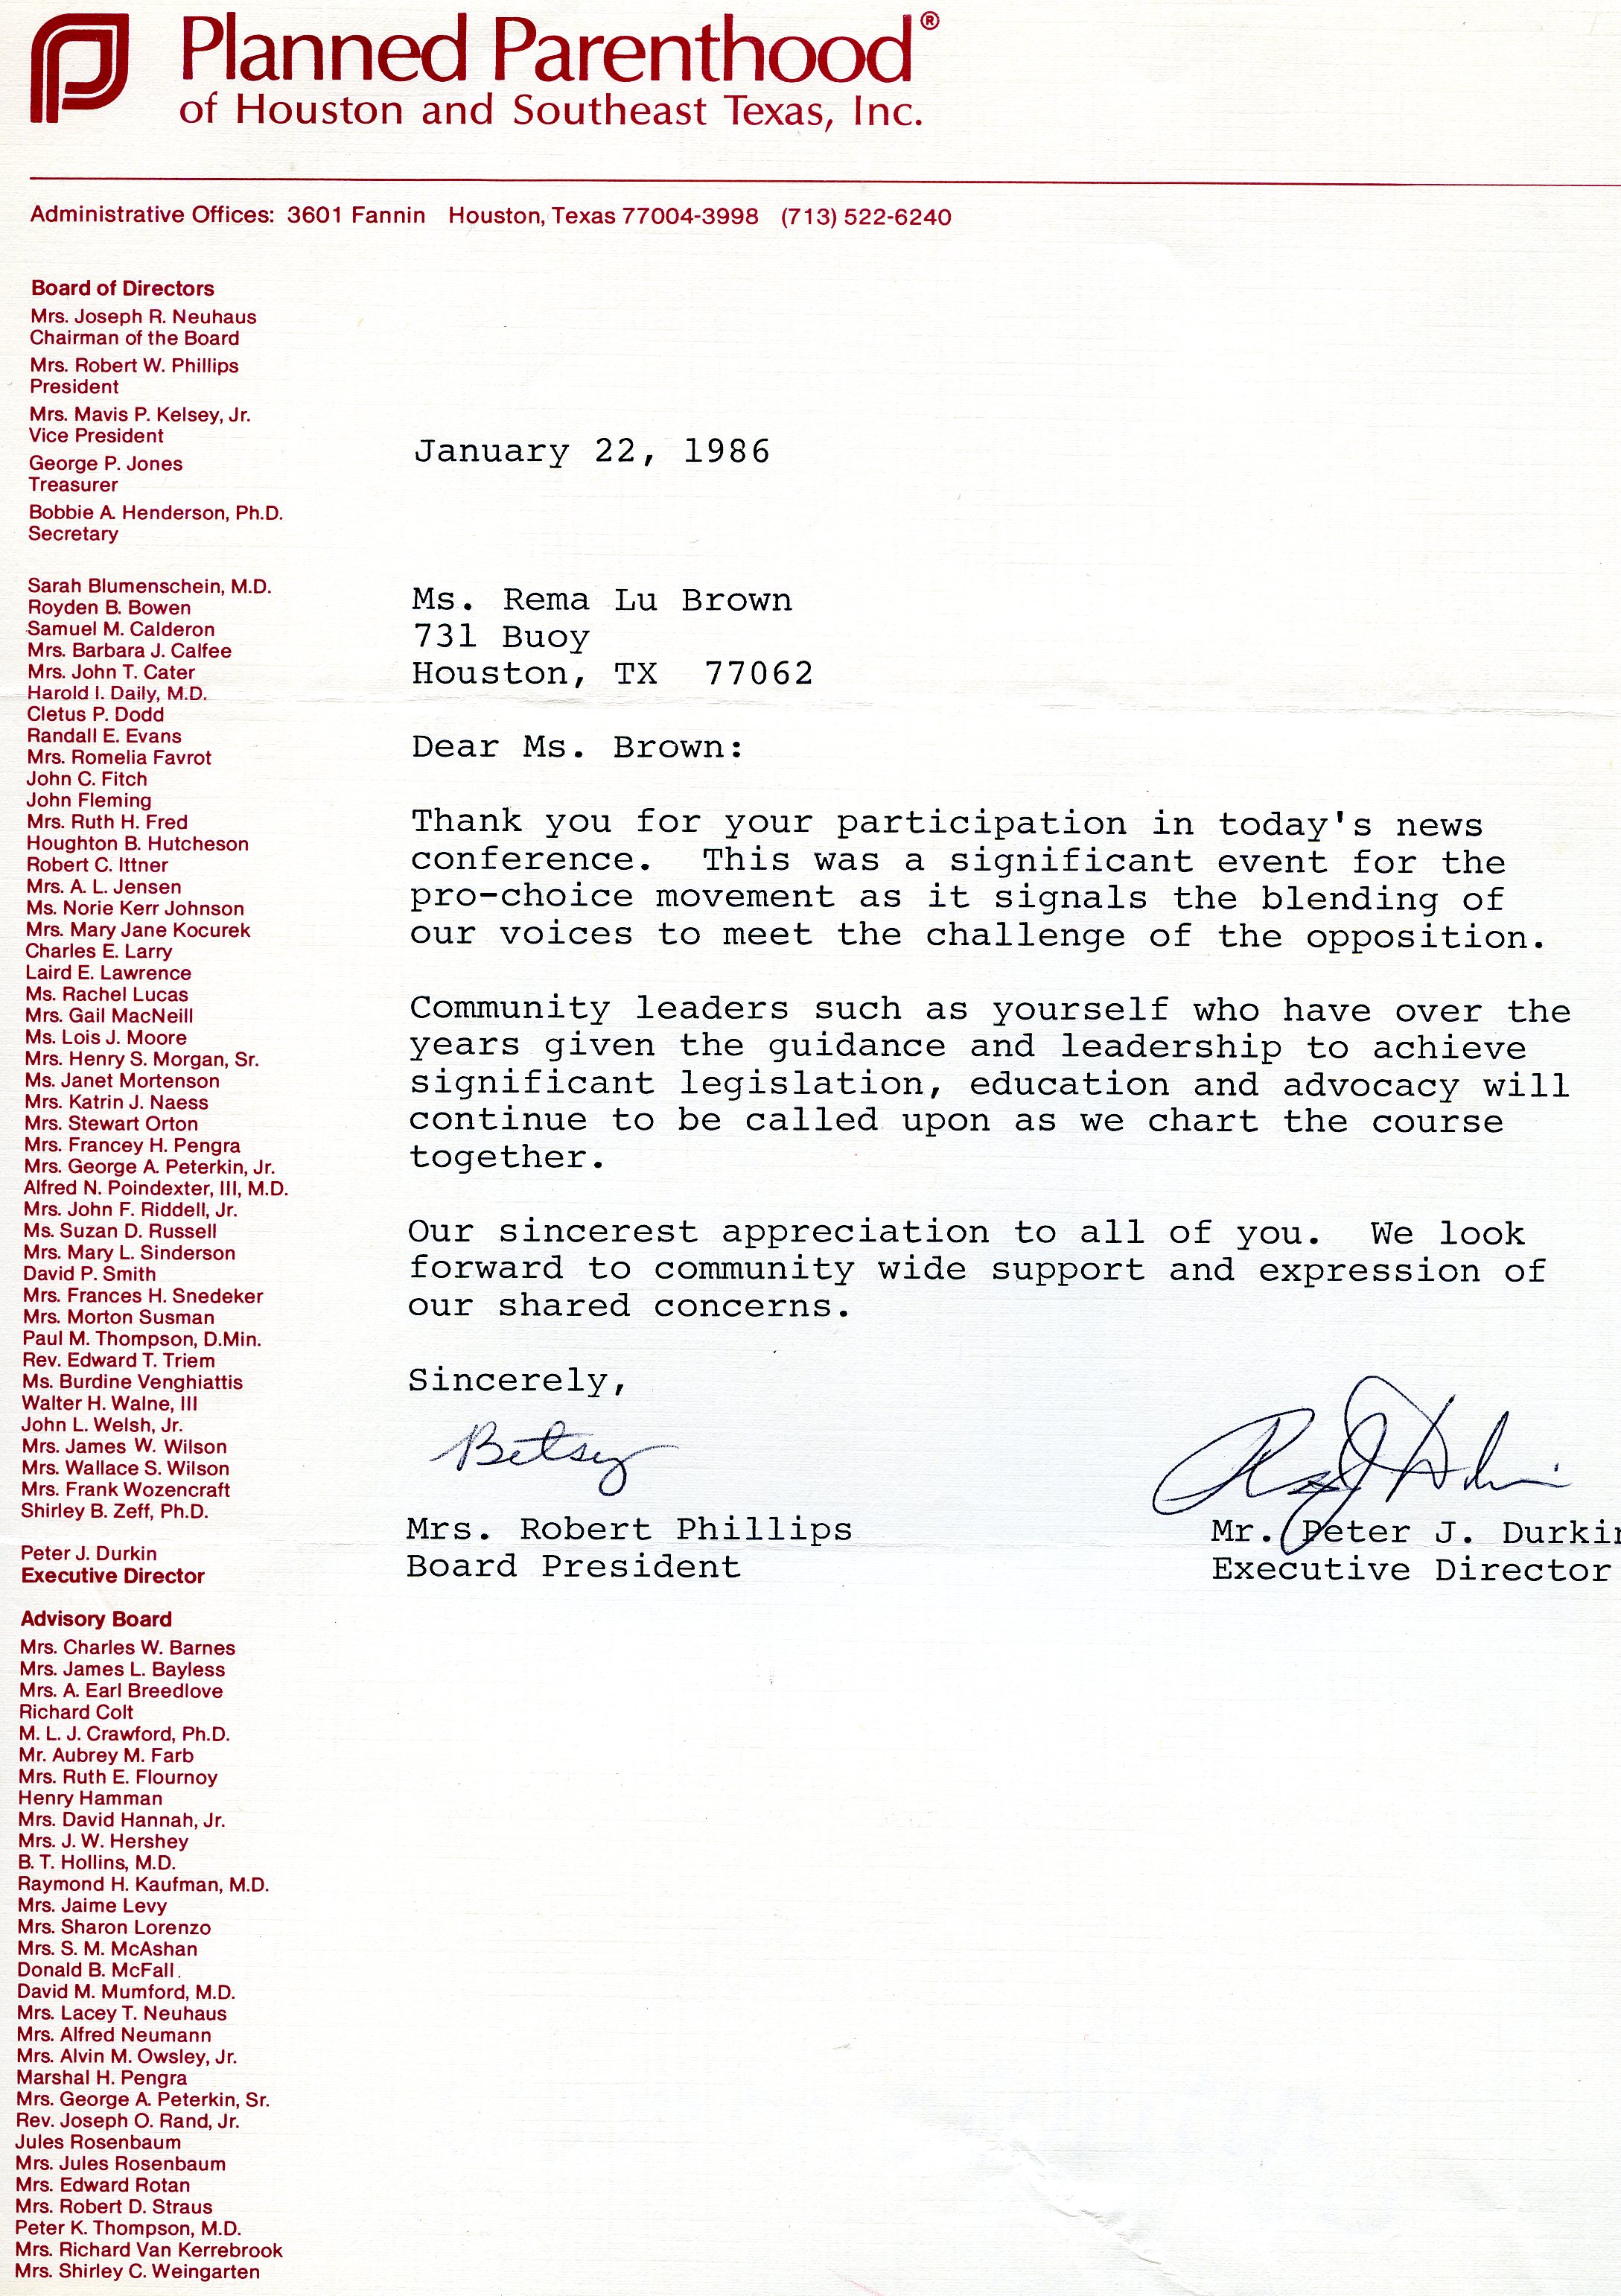 Planned Parenthood®
of Houston and Southeast Texas, Inc.
Administrative Offices: 3601 Fannin Houston, Texas 77004-3998 (713) 522-6240
Board of Directors
Mrs. Joseph R. Neuhaus
Chairman of the Board
Mrs. Robert W. Phillips
President
Mrs. Mavis P. Kelsey, Jr.
Vice President
George P. Jones
Treasurer
Bobbie A. Henderson, Ph.D.
Secretary
Sarah Blumenschein, M.D.
Royden B. Bowen
Samuel M. Calderon
Mrs. Barbara J. Calfee
Mrs. John T. Cater
Harold I. Daily, M.D.
Cletus P. Dodd
Randall E. Evans
Mrs. Romelia Favrot
John C. Fitch
John Fleming
Mrs. Ruth H. Fred
Houghton B. Hutcheson
Robert C. Ittner
Mrs. A. L. Jensen
Ms. Norie Kerr Johnson
Mrs. Mary Jane Kocurek
Charles E. Larry
Laird E. Lawrence
Ms. Rachel Lucas
Mrs. Gail MacNeill
Ms. Lois J. Moore
Mrs. Henry S. Morgan, Sr.
Ms. Janet Mortenson
Mrs. Katrin J. Naess
Mrs. Stewart Orton
Mrs. Francey H. Pengra
Mrs. George A. Peterkin, Jr.
Alfred N. Poindexter, III, M.D.
Mrs. John F. Riddell, Jr.
Ms. Suzan D. Russell
Mrs. Mary L. Sinderson
David P. Smith
Mrs. Frances H. Snedeker
Mrs. Morton Susman
Paul M. Thompson, D.Min.
Rev. Edward T. Triem
Ms. Burdine Venghiattis
Walter H. Walne, III
John L. Welsh, Jr.
Mrs. James W. Wilson
Mrs. Wallace S. Wilson
Mrs. Frank Wozencraft
Shirley B. Zeff, Ph.D.
Peter J. Durkin
Executive Director
Advisory Board
Mrs. Charles W. Barnes
Mrs. James L. Bayless
Mrs. A. Earl Breedlove
Richard Colt
M. L. J. Crawford, Ph.D.
Mr. Aubrey M. Farb
Mrs. Ruth E. Flournoy
Henry Hamman
Mrs. David Hannah, Jr.
Mrs. J. W. Hershey
B. T. Hollins, M.D.
Raymond H. Kaufman, M.D.
Mrs. Jaime Levy
Mrs. Sharon Lorenzo
Mrs. S. M. McAshan
Donald B. McFall
David M. Mumford, M.D.
Mrs. Lacey T. Neuhaus
Mrs. Alfred Neumann
Mrs. Alvin M. Owsley, Jr.
Marshal H. Pengra
Mrs. George A. Peterkin, Sr.
Rev. Joseph O. Rand, Jr.
Jules Rosenbaum
Mrs. Jules Rosenbaum
Mrs. Edward Rotan
Mrs. Robert D. Straus
Peter K. Thompson, M.D.
Mrs. Richard Van Kerrebrook
Mrs. Shirley C. Weingarten
January 22, 1986
Ms. Rema Lu Brown
731 Buoy
Houston, TX 77062
Dear Ms. Brown:
Thank you for your participation in today's news
conference. This was a significant event for the
pro-choice movement as it signals the blending of
our voices to meet the challenge of the opposition.
Community leaders such as yourself who have over the
years given the guidance and leadership to achieve
significant legislation, education and advocacy will
continue to be called upon as we chart the course
together.
Our sincerest appreciation to all of you. We look
forward to community wide support and expression of
our shared concerns.
Sincerely,
Betsy
Mrs. Robert Phillips
Board President
Mr. Peter J. Durkin
Executive Director